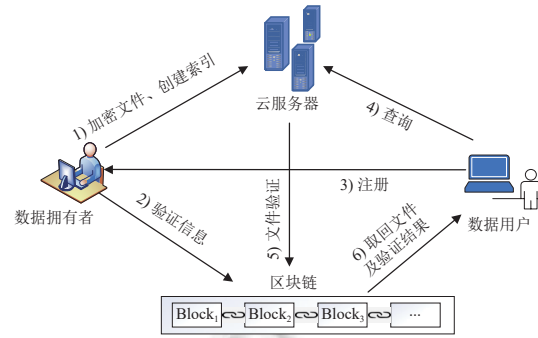 云服务器
1) 加密文件、创建索引
4) 查询
3) 注册
数据拥有者
数据用户
2) 验证信息
5) 文件验证
6) 取回文件
及验证结果
区块链
Block₁
Block₂
Block₃
...